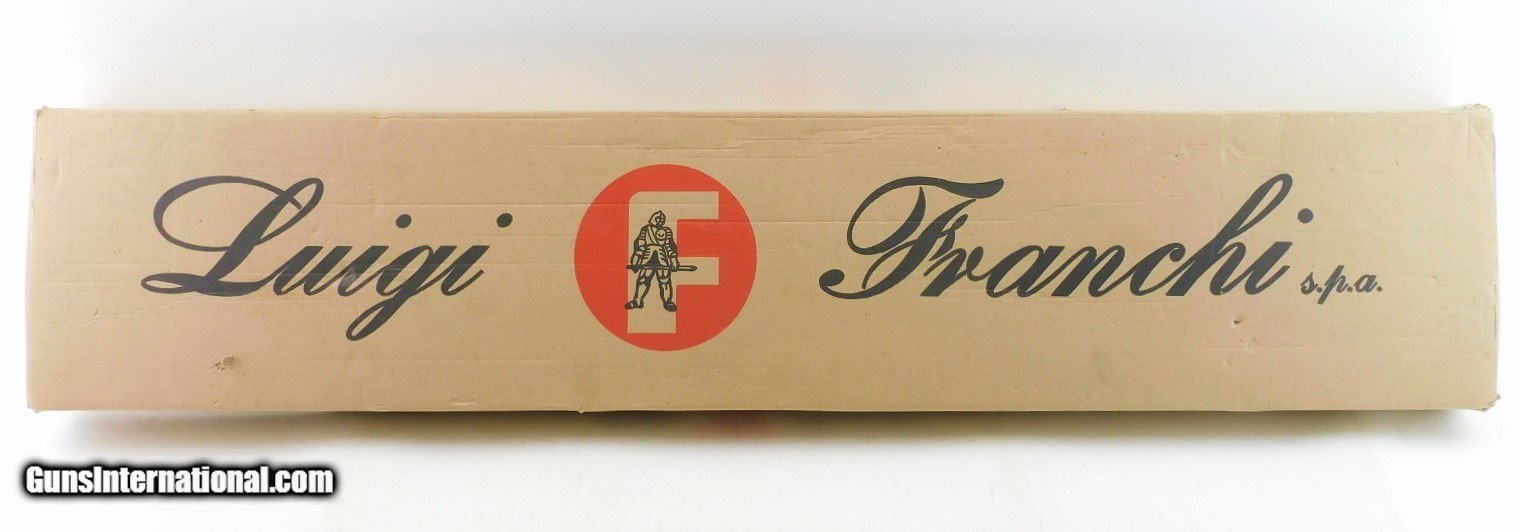 Luigi F Franchi s.p.a.
GunsInternational.com